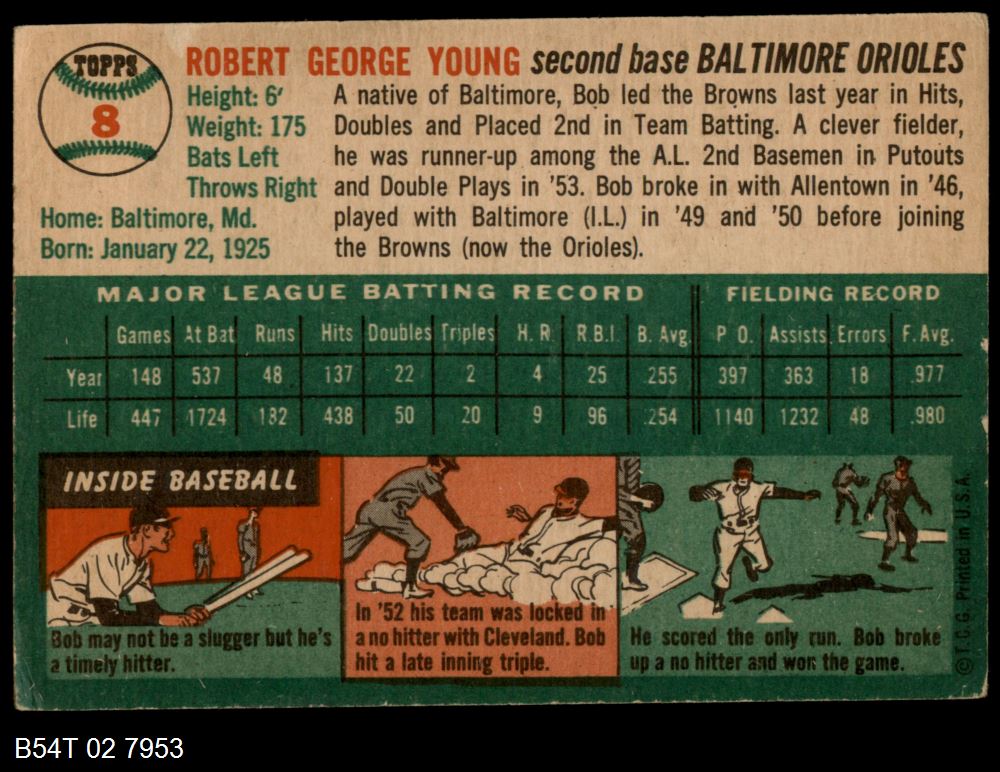 TOPPS
8
ROBERT GEORGE YOUNG second base BALTIMORE ORIOLES
Height: 6'
Weight: 175
Bats Left
Throws Right
Home: Baltimore, Md.
Born: January 22, 1925
A native of Baltimore, Bob led the Browns last year in Hits,
Doubles and Placed 2nd in Team Batting. A clever fielder,
he was runner-up among the A.L. 2nd Basemen in Putouts
and Double Plays in '53. Bob broke in with Allentown in '46,
played with Baltimore (I.L.) in '49 and '50 before joining
the Browns (now the Orioles).
MAJOR LEAGUE BATTING RECORD FIELDING RECORD
Games At Bat Runs Hits Doubles Triples H. R. R.B.I. B. Avg. P O. Assists Errors F. Avg.
Year 148 537 48 137 22 2 4 25 .255 397 363 18 .977
Life 447 1724 182 438 50 20 9 96 .254 1140 1232 48 .980
INSIDE BASEBALL
Bob may not be a slugger but he's
a timely hitter.
In '52 his team was locked in
a no hitter with Cleveland. Bob
hit a late inning triple.
He scored the only run. Bob broke
up a no hitter and won the game.
© T.C.G. Printed in U.S.A.
B54T 02 7953